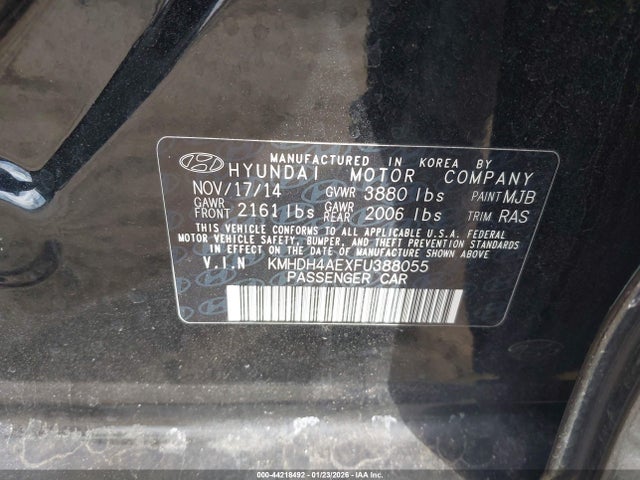 MANUFACTURED IN KOREA BY
HYUNDAI MOTOR COMPANY
NOV/17/14 GVWR 3880 lbs PAINT MJB
GAWR FRONT 2161 lbs GAWR REAR 2006 lbs TRIM RAS
THIS VEHICLE CONFORMS TO ALL APPLICABLE U.S.A. FEDERAL
MOTOR VEHICLE SAFETY, BUMPER, AND THEFT PREVENTION
STANDARDS IN EFFECT ON THE DATE OF MANUFACTURE SHOWN ABOVE.
V.I.N KMHDH4AEXFU388055
PASSENGER CAR
000-44218492 - 01/23/2026 - IAA Inc.